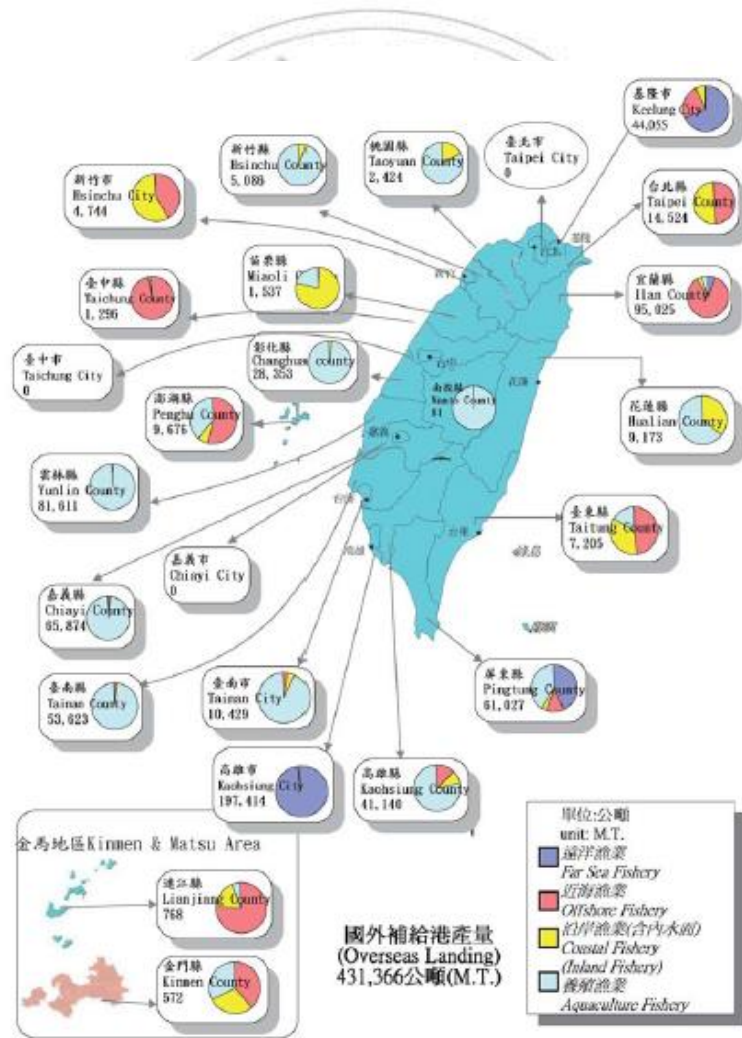 基隆市
Keelung City
44,055
臺北市
Taipei City
0
桃園縣
Taoyuan County
2,424
新竹縣
Hsinchu County
5,086
新竹市
Hsinchu City
4,744
台北縣
Taipei County
14,524
苗栗縣
Miaoli County
1,537
宜蘭縣
Ilan County
95,025
臺中縣
Taichung County
1,296
彰化縣
Changhua county
28,353
臺中市
Taichung City
0
南投縣
Nanto County
81
澎湖縣
Penghu County
9,676
花蓮縣
Hualian County
9,173
雲林縣
Yunlin County
81,611
臺東縣
Taitung County
7,205
嘉義市
Chiayi City
0
嘉義縣
Chiayi County
65,874
屏東縣
Pingtung County
61,027
臺南縣
Tainan County
53,623
臺南市
Tainan City
10,429
高雄市
Kaohsiung City
197,414
高雄縣
Kaohsiung County
41,140
金馬地區Kinmen & Matsu Area
連江縣
Lianjiang County
768
金門縣
Kinmen County
572
國外補給港產量
(Overseas Landing)
431,366公噸(M.T.)
單位:公噸
unit: M.T.
遠洋漁業
Far Sea Fishery
近海漁業
Offshore Fishery
沿岸漁業(含內水面)
Coastal Fishery
(Inland Fishery)
養殖漁業
Aquaculture Fishery